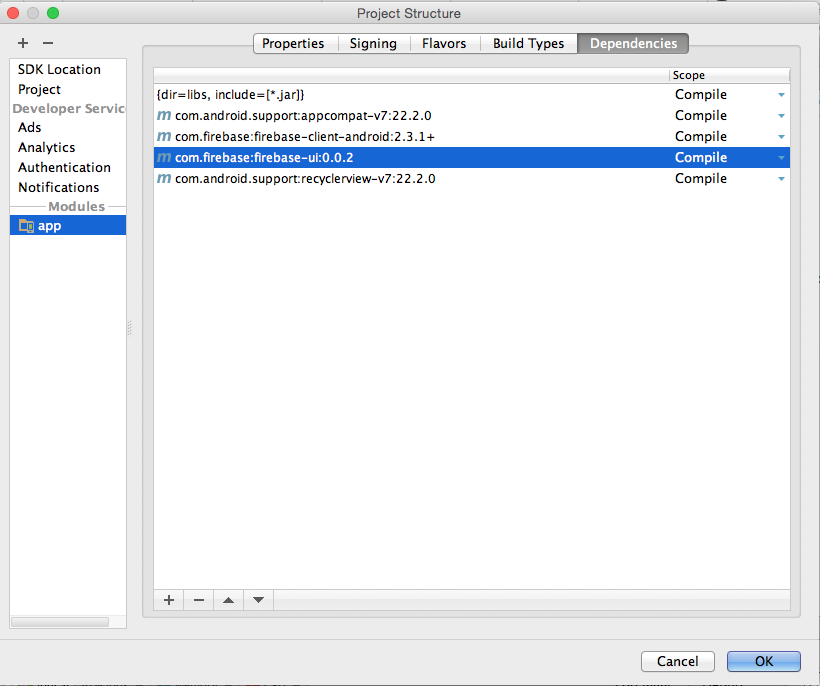 Project Structure
Properties Signing Flavors Build Types Dependencies
SDK Location
Project
Developer Servic
Ads
Analytics
Authentication
Notifications
Modules
app
Scope
{dir=libs, include=[*.jar]} Compile
m com.android.support:appcompat-v7:22.2.0 Compile
m com.firebase:firebase-client-android:2.3.1+ Compile
m com.firebase:firebase-ui:0.0.2 Compile
m com.android.support:recyclerview-v7:22.2.0 Compile
Cancel OK